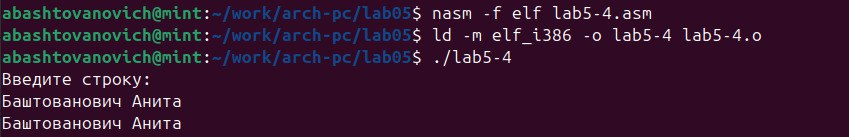 abashtovanovich@mint:~/work/arch-pc/lab05$ nasm -f elf lab5-4.asm
abashtovanovich@mint:~/work/arch-pc/lab05$ ld -m elf_i386 -o lab5-4 lab5-4.o
abashtovanovich@mint:~/work/arch-pc/lab05$ ./lab5-4
Введите строку:
Баштованович Анита
Баштованович Анита